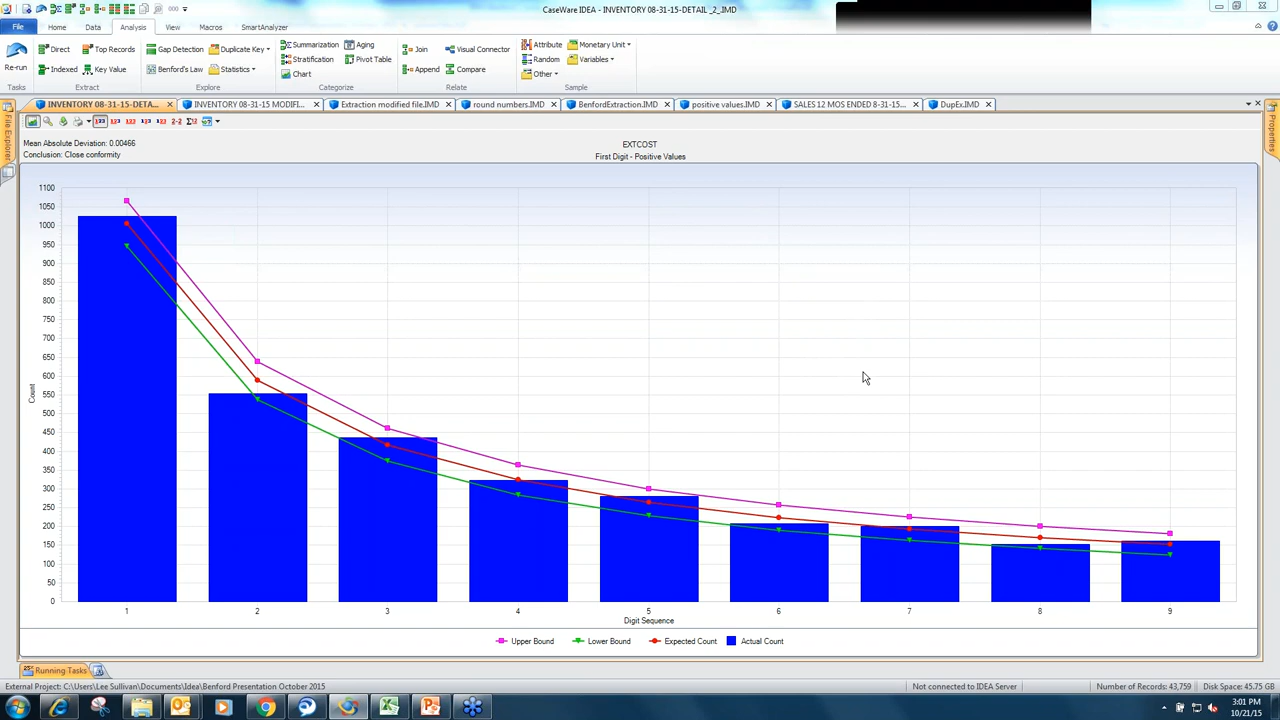 CaseWare IDEA - INVENTORY 08-31-15-DETAIL _2_.IMD
File Home Data Analysis View Macros SmartAnalyzer
Re-run Direct Top Records Gap Detection Duplicate Key Summarization Aging Join Visual Connector Attribute Monetary Unit
Stratification Pivot Table Random Variables
Indexed Key Value Benford's Law Statistics Chart Append Compare Other
Tasks Extract Explore Categorize Relate Sample
INVENTORY 08-31-15-DETA... INVENTORY 08-31-15 MODIFI... Extraction modified file.IMD round numbers.IMD BenfordExtraction.IMD positive values.IMD SALES 12 MOS ENDED 8-31-15... DupEx.IMD
File Explorer
Properties
Mean Absolute Deviation: 0.00466
Conclusion: Close conformity
EXTCOST
First Digit - Positive Values
1100
1050
1000
950
900
850
800
750
700
650
600
550
500
450
400
350
300
250
200
150
100
50
0
Count
1 2 3 4 5 6 7 8 9
Digit Sequence
Upper Bound Lower Bound Expected Count Actual Count
Running Tasks
External Project: C:\Users\Lee Sullivan\Documents\Idea\Benford Presentation October 2015 Not connected to IDEA Server Number of Records: 43,759 Disk Space: 45.75 GB
3:01 PM
10/21/15